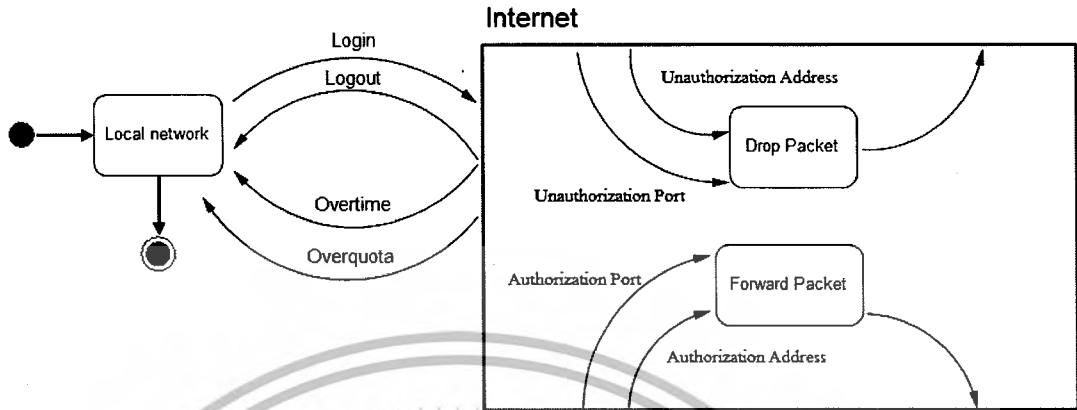 Internet
Login
Logout
Unauthorization Address
Local network
Drop Packet
Unauthorization Port
Overtime
Overquota
Authorization Port
Forward Packet
Authorization Address